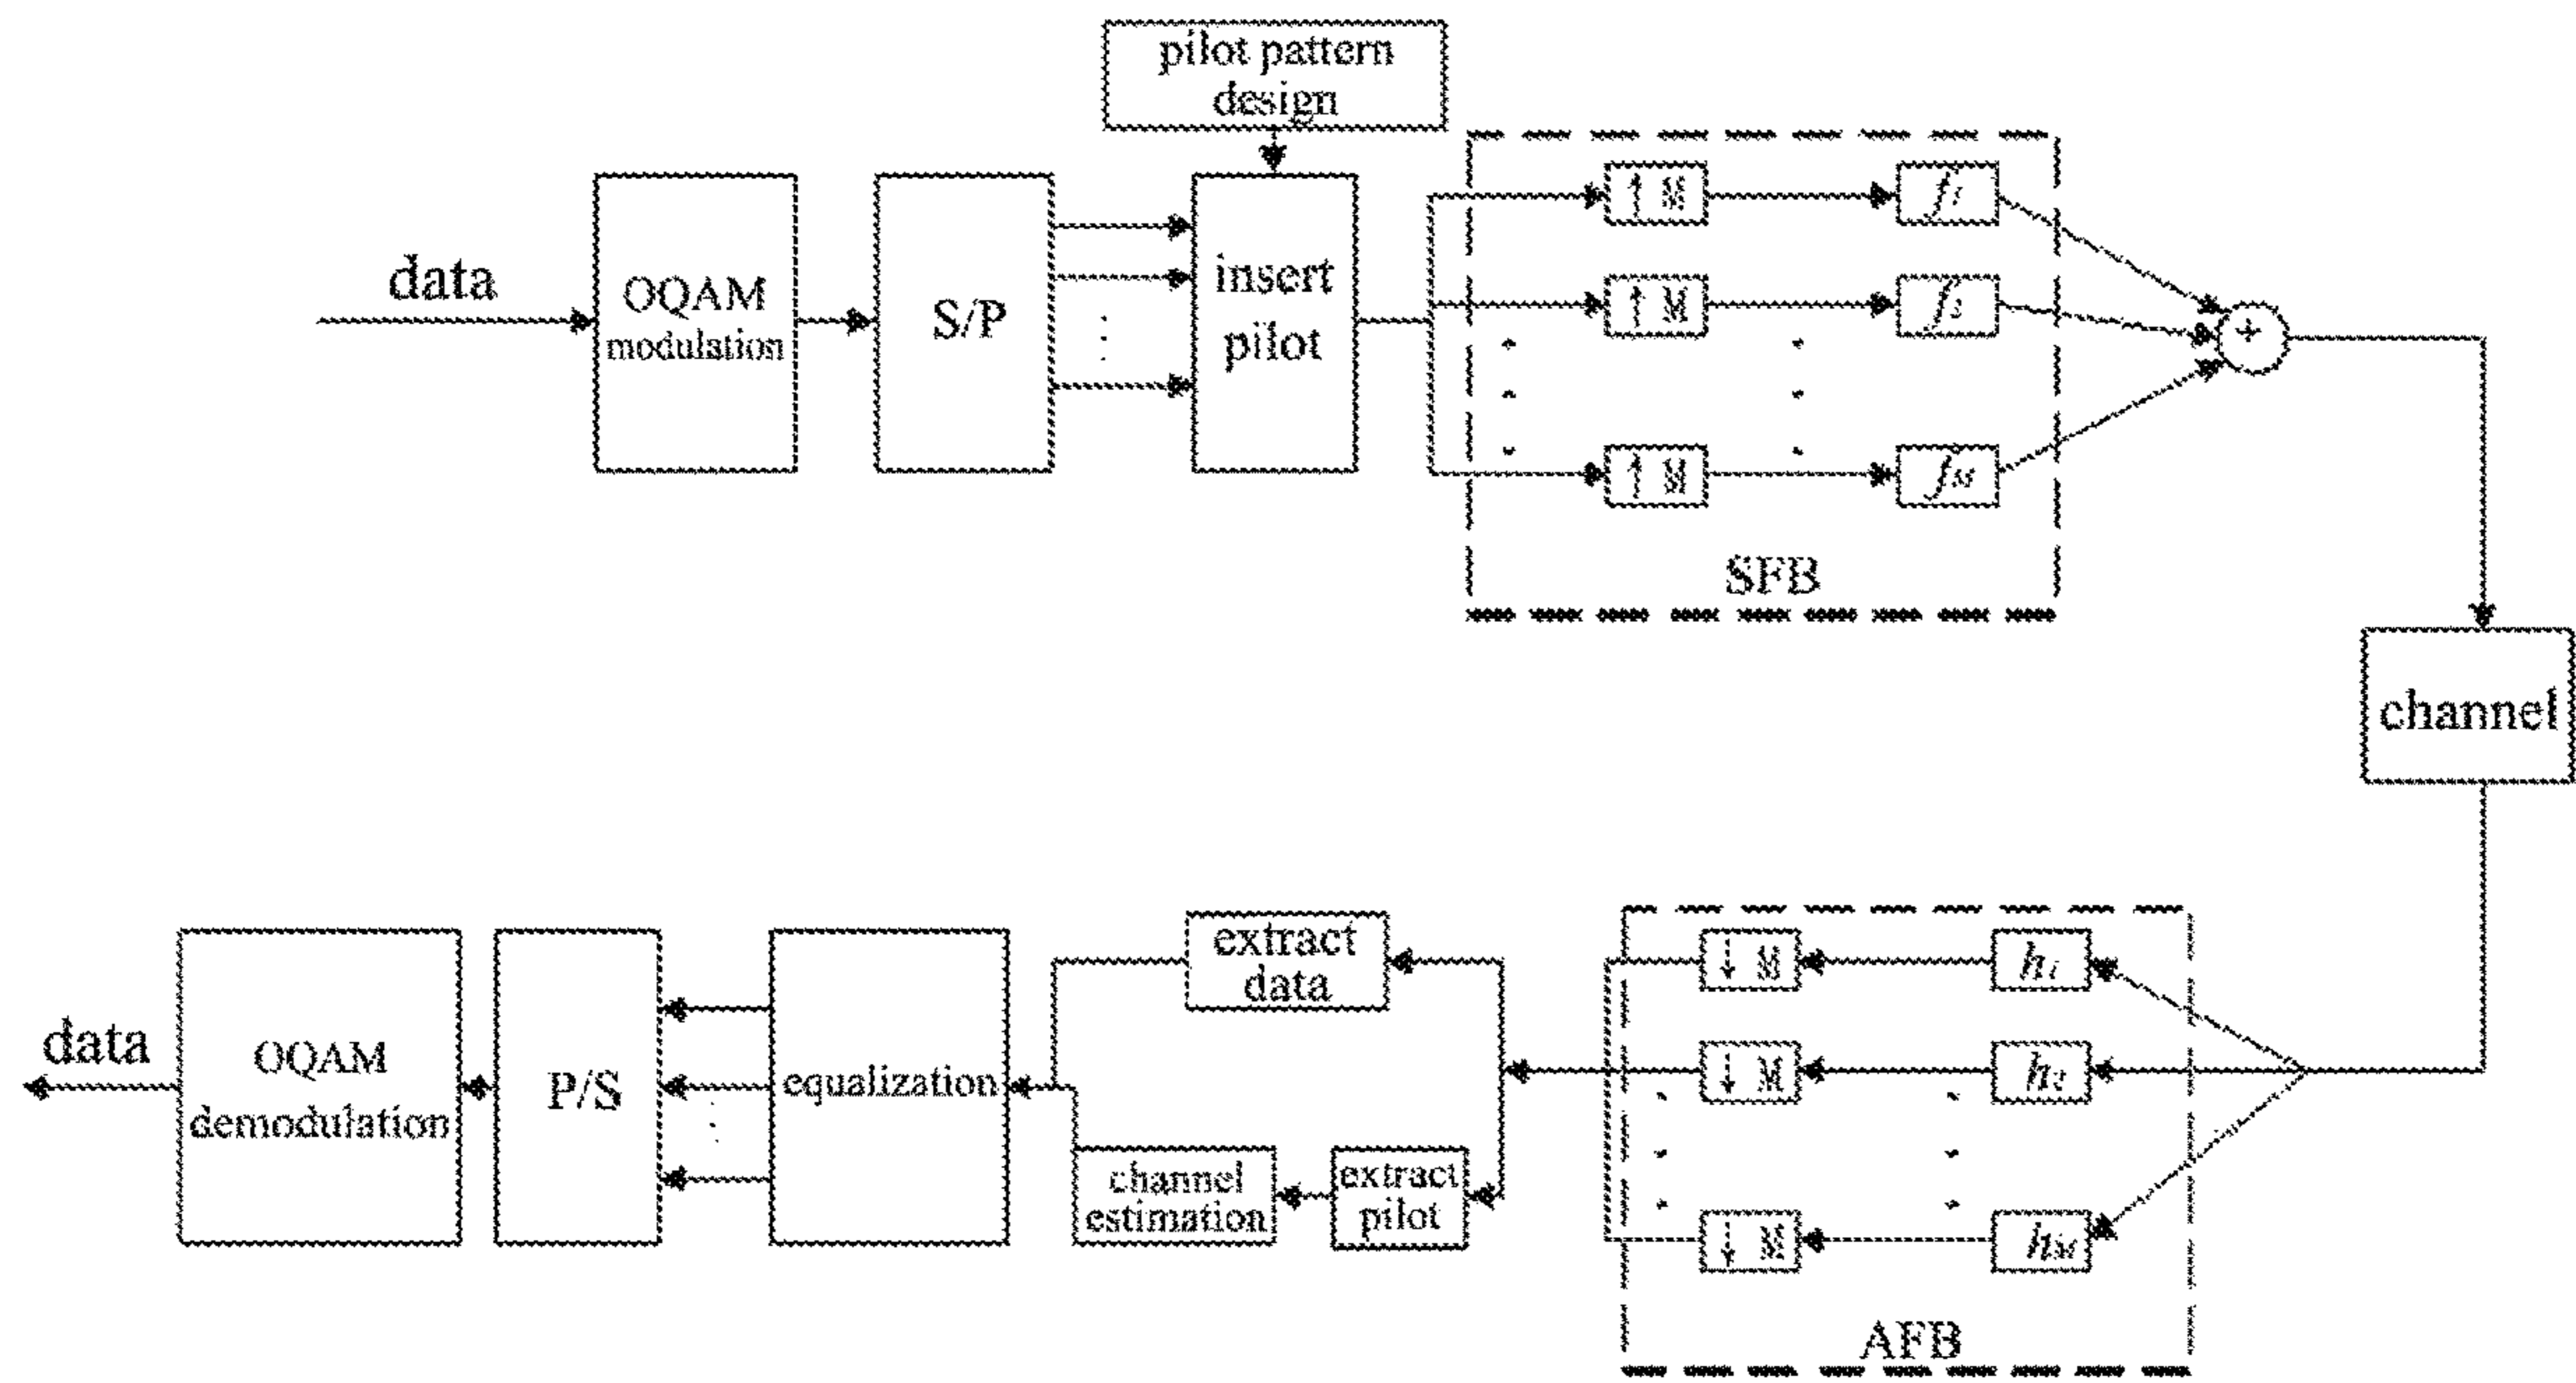 pilot pattern
design
data
OQAM
modulation
S/P
insert
pilot
↑ M
f1
↑ M
f2
↑ M
fM
+
SFB
channel
data
OQAM
demodulation
P/S
equalization
extract
data
channel
estimation
extract
pilot
↓ M
h1
↓ M
h2
↓ M
hM
AFB